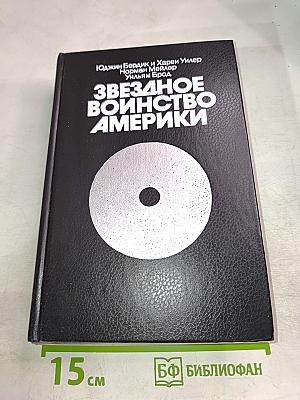 Юджин Бердик и Харви Уилер
Норман Мейлер
Уильям Брод
ЗВЕЗДНОЕ
ВОИНСТВО
АМЕРИКИ
15 см
БФ БИБЛИОФАН